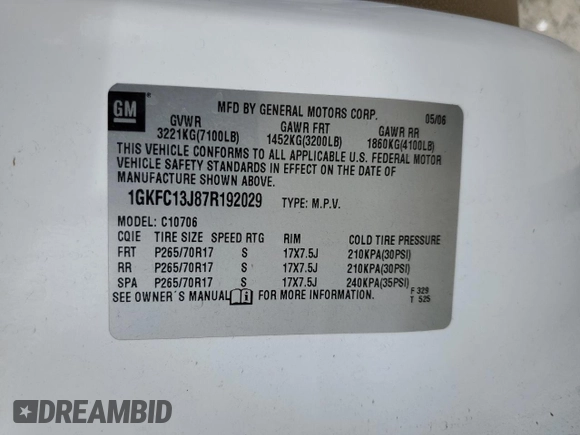 GM
MFD BY GENERAL MOTORS CORP. 05/06
GVWR GAWR FRT GAWR RR
3221KG(7100LB) 1452KG(3200LB) 1860KG(4100LB)
THIS VEHICLE CONFORMS TO ALL APPLICABLE U.S. FEDERAL MOTOR
VEHICLE SAFETY STANDARDS IN EFFECT ON THE DATE OF
MANUFACTURE SHOWN ABOVE.
1GKFC13J87R192029 TYPE: M.P.V.
MODEL: C10706
CQIE TIRE SIZE SPEED RTG RIM COLD TIRE PRESSURE
FRT P265/70R17 S 17X7.5J 210KPA(30PSI)
RR P265/70R17 S 17X7.5J 210KPA(30PSI)
SPA P265/70R17 S 17X7.5J 240KPA(35PSI)
SEE OWNER´S MANUAL FOR MORE INFORMATION.
F 329
T 525
DREAMBID